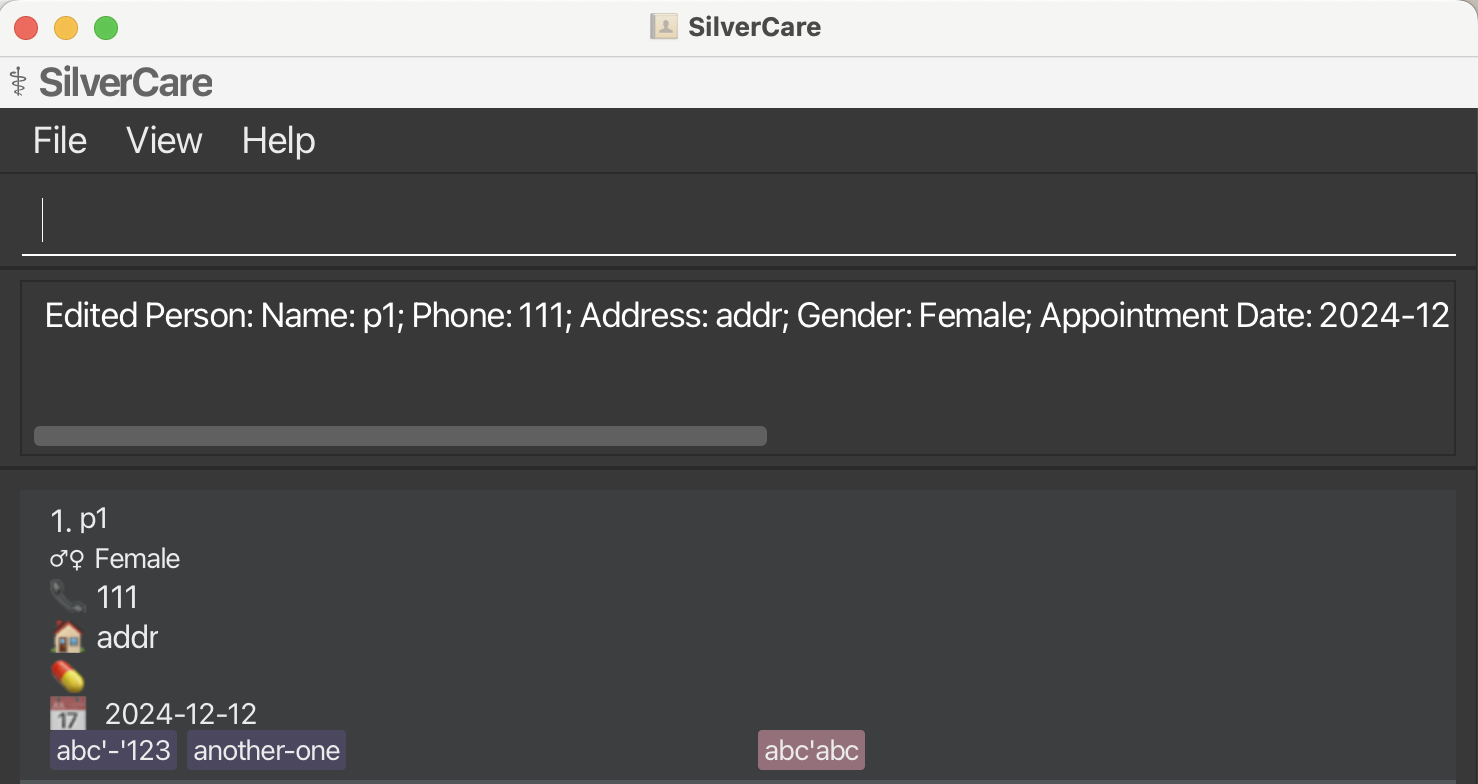 SilverCare
SilverCare
File View Help
Edited Person: Name: p1; Phone: 111; Address: addr; Gender: Female; Appointment Date: 2024-12
1. p1
♂♀ Female
111
addr
17
2024-12-12
abc'-'123 another-one abc'abc